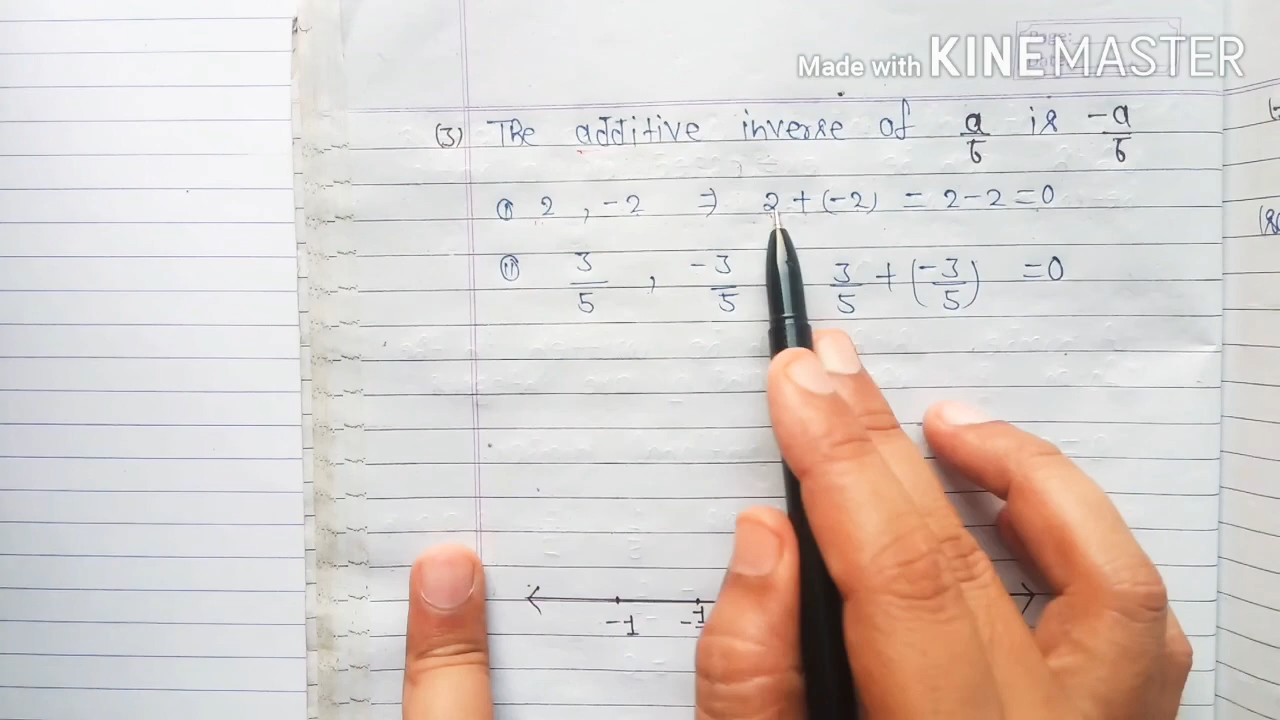 Page:
Made with KINEMASTER
(3) The additive inverse of a/b is -a/b
(i) 2 , -2 ⇒ 2 + (-2) = 2 - 2 = 0
(ii) 3/5 , -3/5 3/5 + (-3/5) = 0
-1